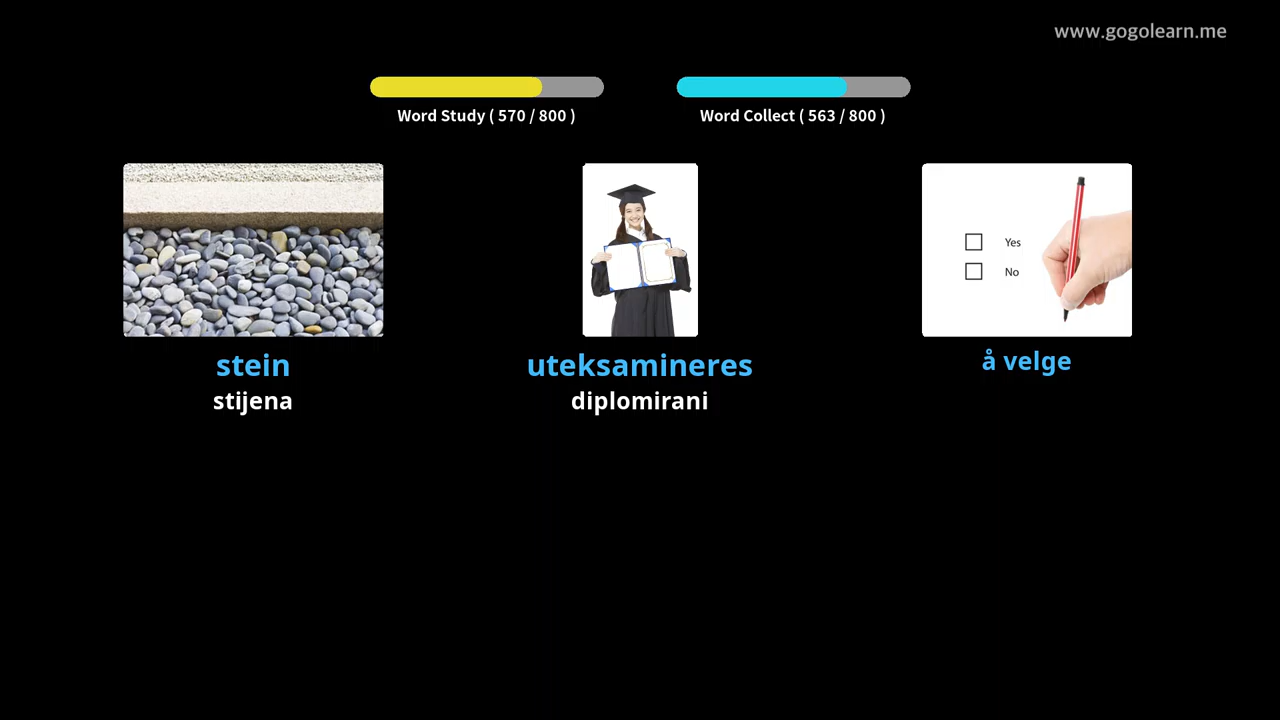 www.gogolearn.me
Word Study ( 570 / 800 )
Word Collect ( 563 / 800 )
Yes
No
stein
stijena
uteksamineres
diplomirani
å velge